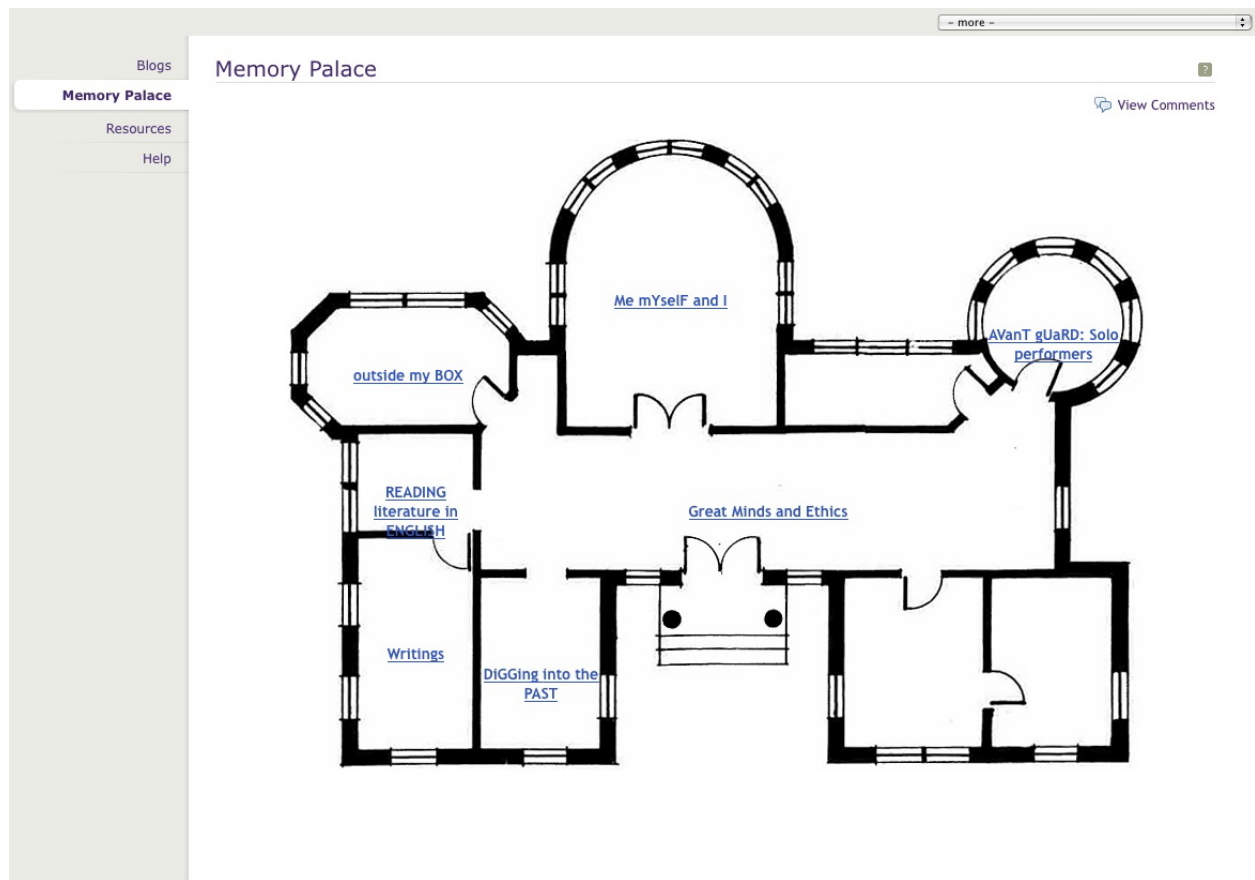 – more –
Blogs
Memory Palace
Resources
Help
Memory Palace
?
View Comments
Me mYselF and I
AVanT gUaRD: Solo
performers
outside my BOX
READING
literature in
ENGLISH
Great Minds and Ethics
Writings
DiGGing into the
PAST